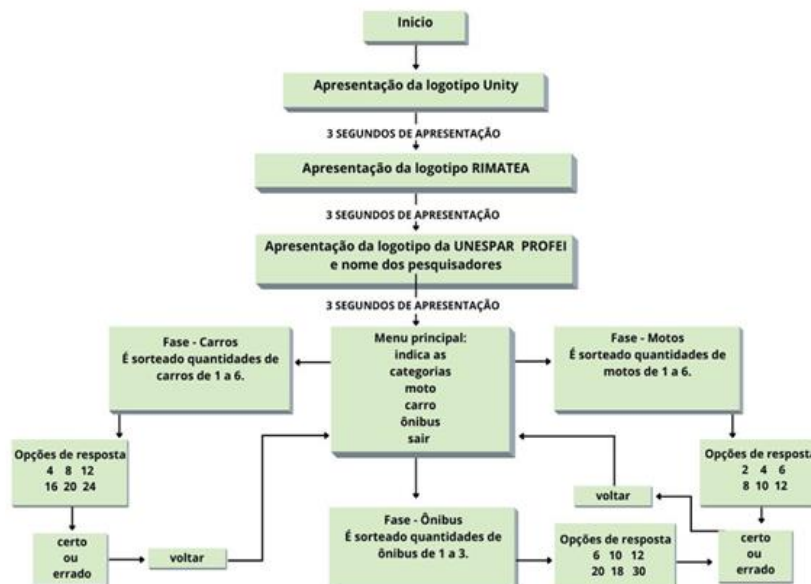 Inicio
Apresentação da logotipo Unity
3 SEGUNDOS DE APRESENTAÇÃO
Apresentação da logotipo RIMATEA
3 SEGUNDOS DE APRESENTAÇÃO
Apresentação da logotipo da UNESPAR PROFEI
e nome dos pesquisadores
3 SEGUNDOS DE APRESENTAÇÃO
Fase - Carros
É sorteado quantidades de
carros de 1 a 6.
Menu principal:
indica as
categorias
moto
carro
ônibus
sair
Fase - Motos
É sorteado quantidades de
motos de 1 a 6.
Opções de resposta
4 8 12
16 20 24
Opções de resposta
2 4 6
8 10 12
voltar
certo
ou
errado
voltar
Fase - Ônibus
É sorteado quantidades de
ônibus de 1 a 3.
Opções de resposta
6 10 12
20 18 30
certo
ou
errado